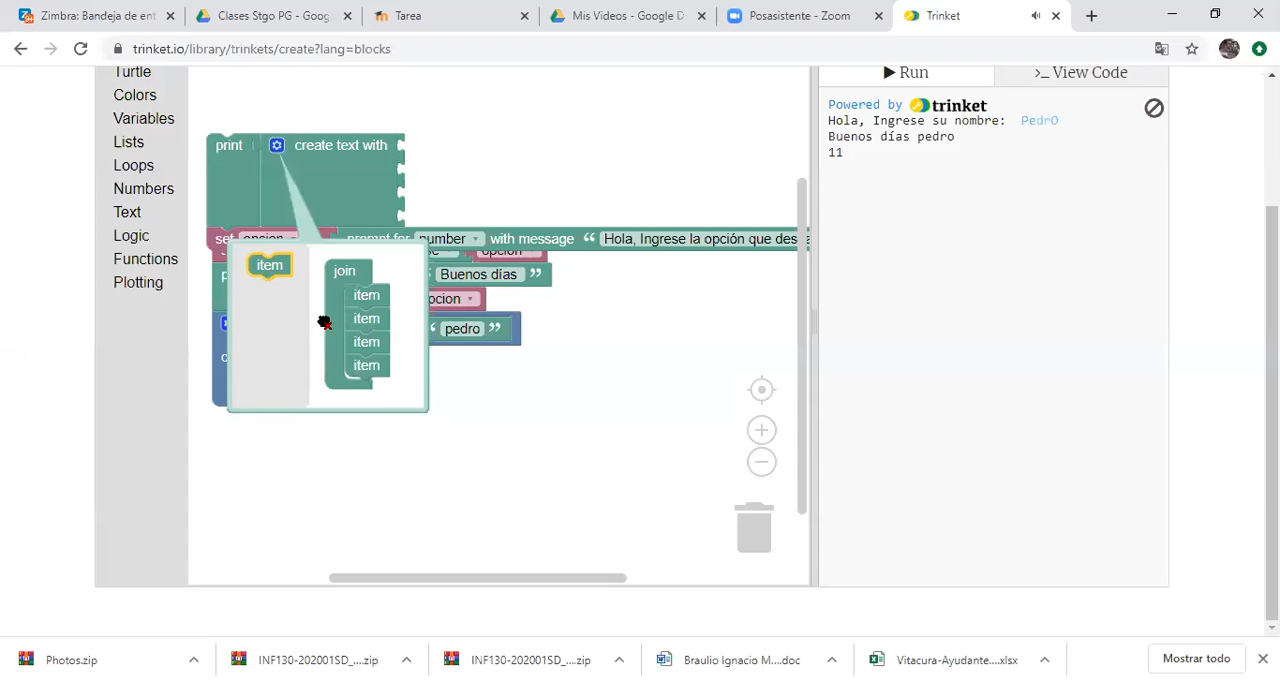 Zimbra: Bandeja de ent
Clases Stgo PG - Goog
Tarea
Mis Videos - Google D
Posasistente - Zoom
Trinket
trinket.io/library/trinkets/create?lang=blocks
Turtle
Colors
Variables
Lists
Loops
Numbers
Text
Logic
Functions
Plotting
print create text with
set opcion prompt for number with message “ Hola, Ingrese la opción que des
opcion
“ Buenos días ”
opcion
“ pedro ”
item
join
item
item
item
item
Run
>_ View Code
Powered by trinket
Hola, Ingrese su nombre: PedrO
Buenos días pedro
11
Photos.zip
INF130-202001SD_....zip
INF130-202001SD_....zip
Braulio Ignacio M....doc
Vitacura-Ayudante....xlsx
Mostrar todo